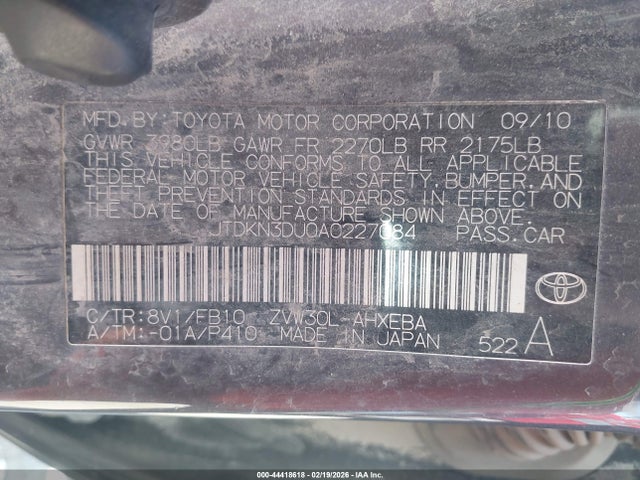 MFD. BY: TOYOTA MOTOR CORPORATION 09/10
GVWR 3980LB GAWR FR 2270LB RR 2175LB
THIS VEHICLE CONFORMS TO ALL APPLICABLE
FEDERAL MOTOR VEHICLE SAFETY, BUMPER, AND
THEFT PREVENTION STANDARDS IN EFFECT ON
THE DATE OF MANUFACTURE SHOWN ABOVE.
JTDKN3DU0A0227084 PASS. CAR
C/TR: 8V1/FB10 ZVW30L-AHXEBA
A/TM: -01A/P410 MADE IN JAPAN 522 A
000-44418618 - 02/19/2026 - IAA Inc.